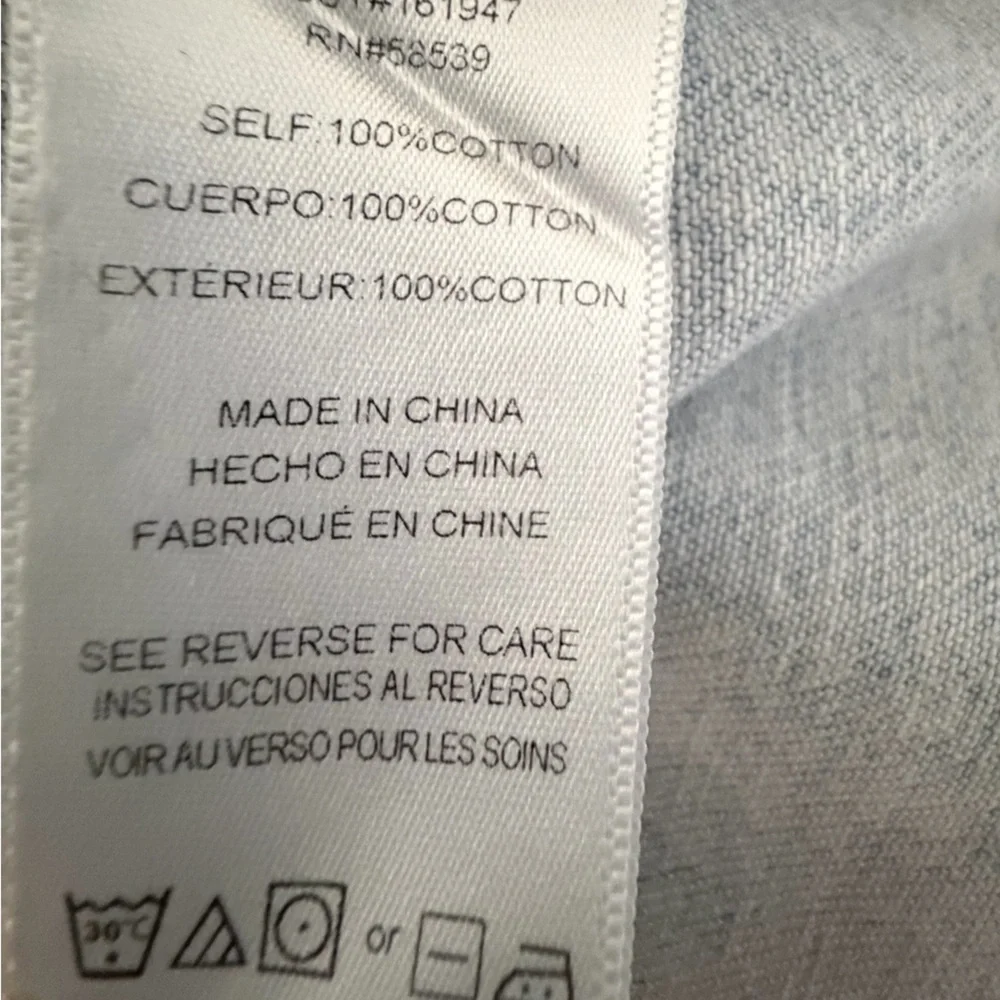 #161947
RN#58539
SELF:100%COTTON
CUERPO:100%COTTON
EXTÉRIEUR:100%COTTON
MADE IN CHINA
HECHO EN CHINA
FABRIQUÉ EN CHINE
SEE REVERSE FOR CARE
INSTRUCCIONES AL REVERSO
VOIR AU VERSO POUR LES SOINS
30°C or